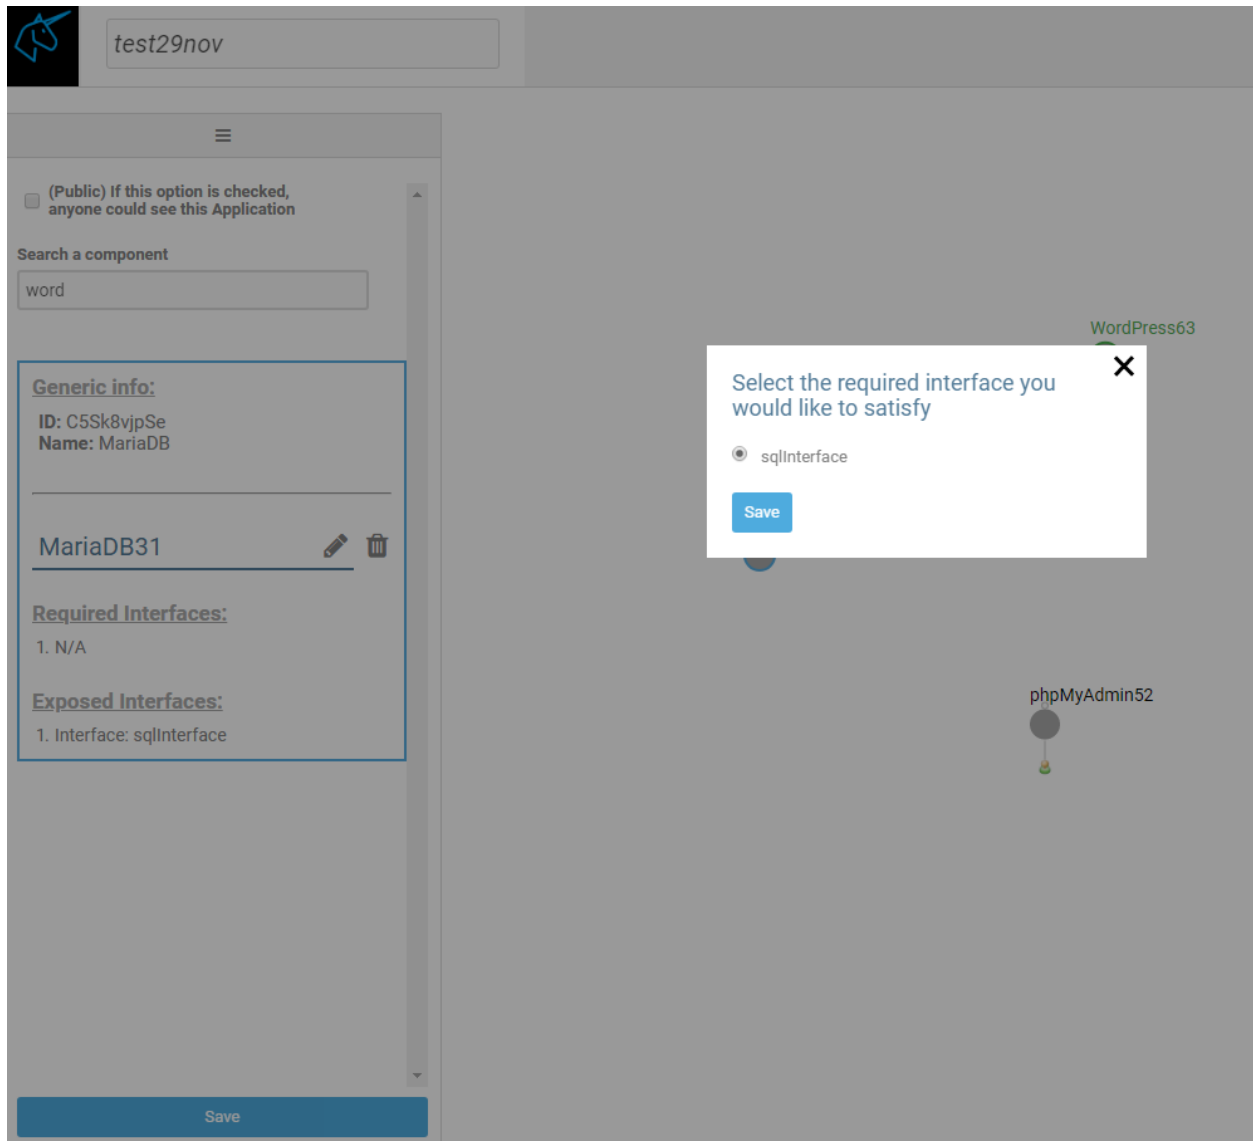 test29nov
(Public) If this option is checked,
anyone could see this Application
Search a component
word
Generic info:
ID: C5Sk8vjpSe
Name: MariaDB
MariaDB31
Required Interfaces:
1. N/A
Exposed Interfaces:
1. Interface: sqlInterface
Save
WordPress63
Select the required interface you
would like to satisfy
sqlInterface
Save
phpMyAdmin52